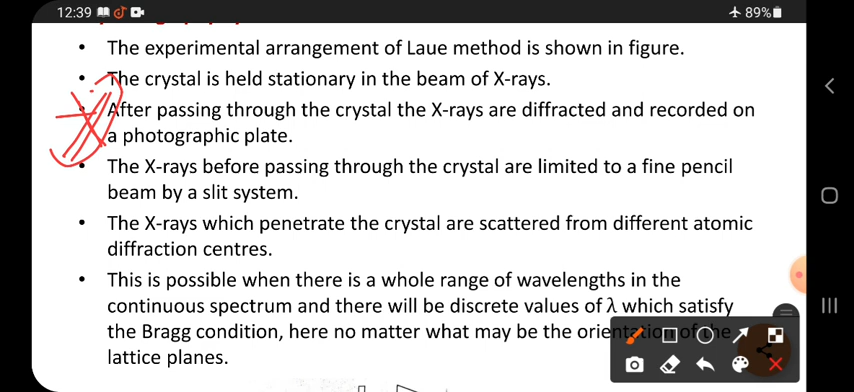 12:39
89%
• The experimental arrangement of Laue method is shown in figure.
• The crystal is held stationary in the beam of X-rays.
• After passing through the crystal the X-rays are diffracted and recorded on
a photographic plate.
• The X-rays before passing through the crystal are limited to a fine pencil
beam by a slit system.
• The X-rays which penetrate the crystal are scattered from different atomic
diffraction centres.
• This is possible when there is a whole range of wavelengths in the
continuous spectrum and there will be discrete values of λ which satisfy
the Bragg condition, here no matter what may be the orientation of the
lattice planes.